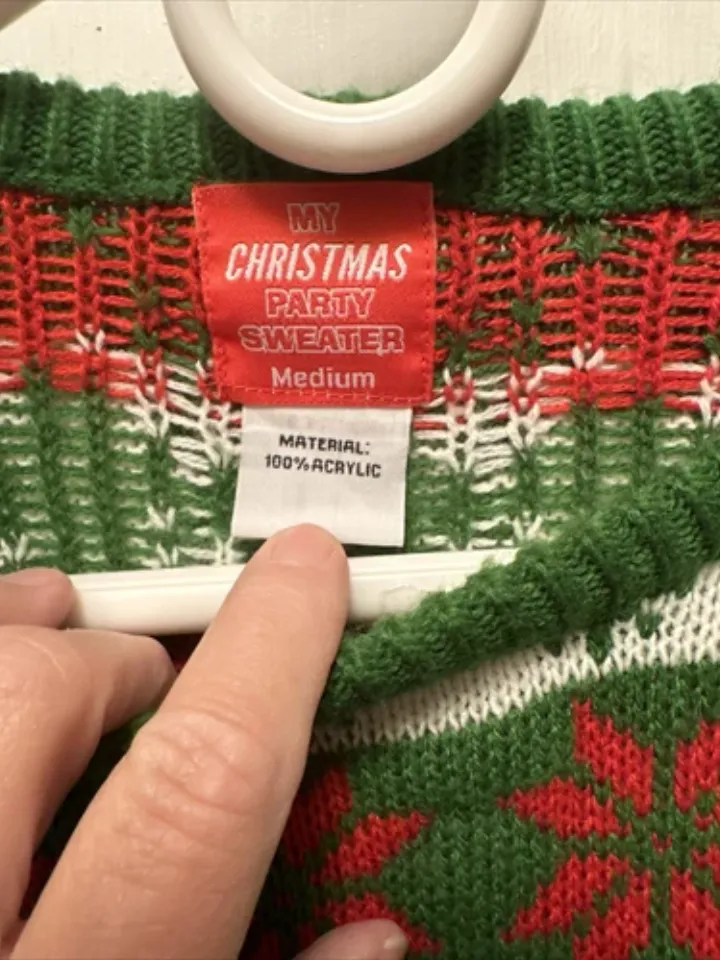 MY
CHRISTMAS
PARTY
SWEATER
Medium
MATERIAL:
100% ACRYLIC